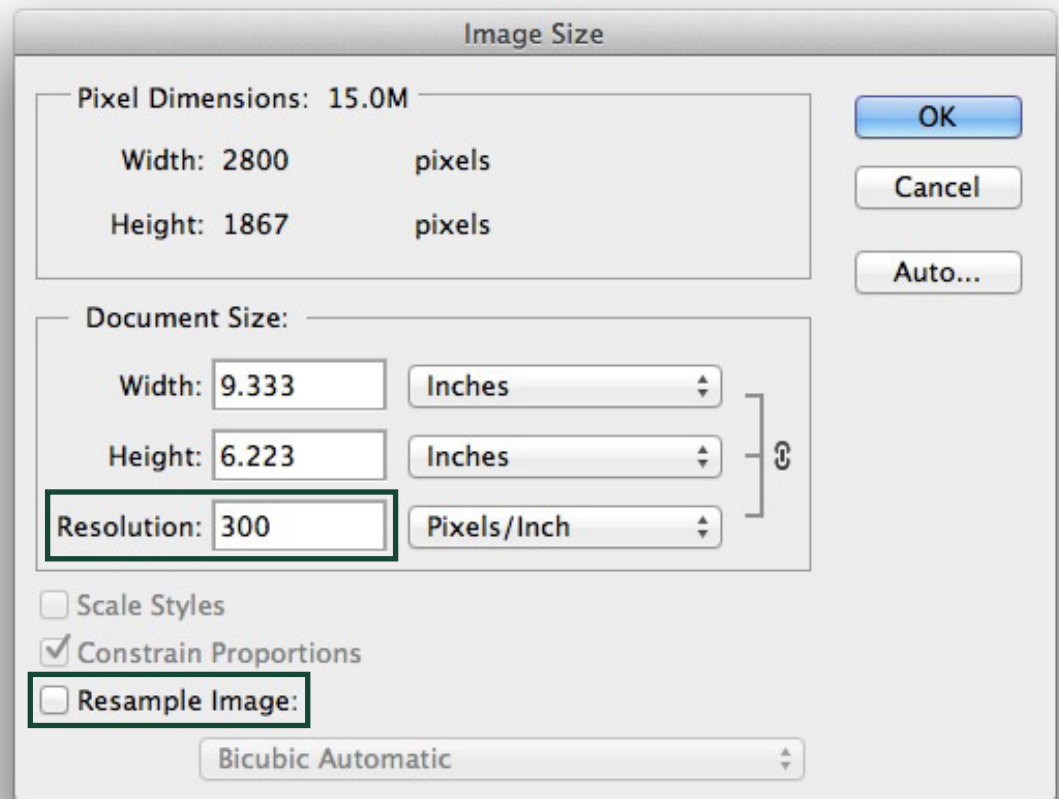 Image Size
Pixel Dimensions: 15.0M
OK
Width: 2800 pixels
Cancel
Height: 1867 pixels
Auto...
Document Size:
Width: 9.333 Inches
Height: 6.223 Inches
Resolution: 300 Pixels/Inch
Scale Styles
Constrain Proportions
Resample Image:
Bicubic Automatic